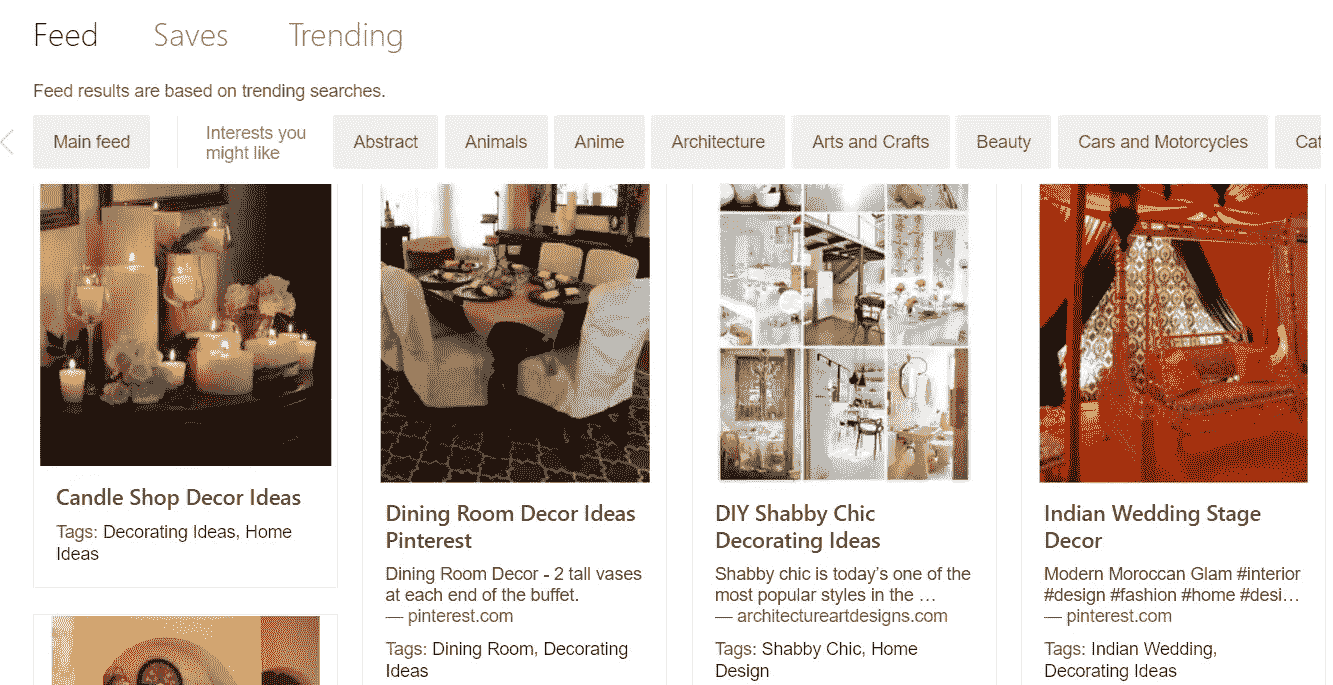 Feed Saves Trending
Feed results are based on trending searches.
Main feed
Interests you
might like
Abstract
Animals
Anime
Architecture
Arts and Crafts
Beauty
Cars and Motorcycles
Cat
Candle Shop Decor Ideas
Tags: Decorating Ideas, Home
Ideas
Dining Room Decor Ideas
Pinterest
Dining Room Decor - 2 tall vases
at each end of the buffet.
— pinterest.com
Tags: Dining Room, Decorating
Ideas
DIY Shabby Chic
Decorating Ideas
Shabby chic is today’s one of the
most popular styles in the …
— architectureartdesigns.com
Tags: Shabby Chic, Home
Design
Indian Wedding Stage
Decor
Modern Moroccan Glam #interior
#design #fashion #home #desi…
— pinterest.com
Tags: Indian Wedding,
Decorating Ideas